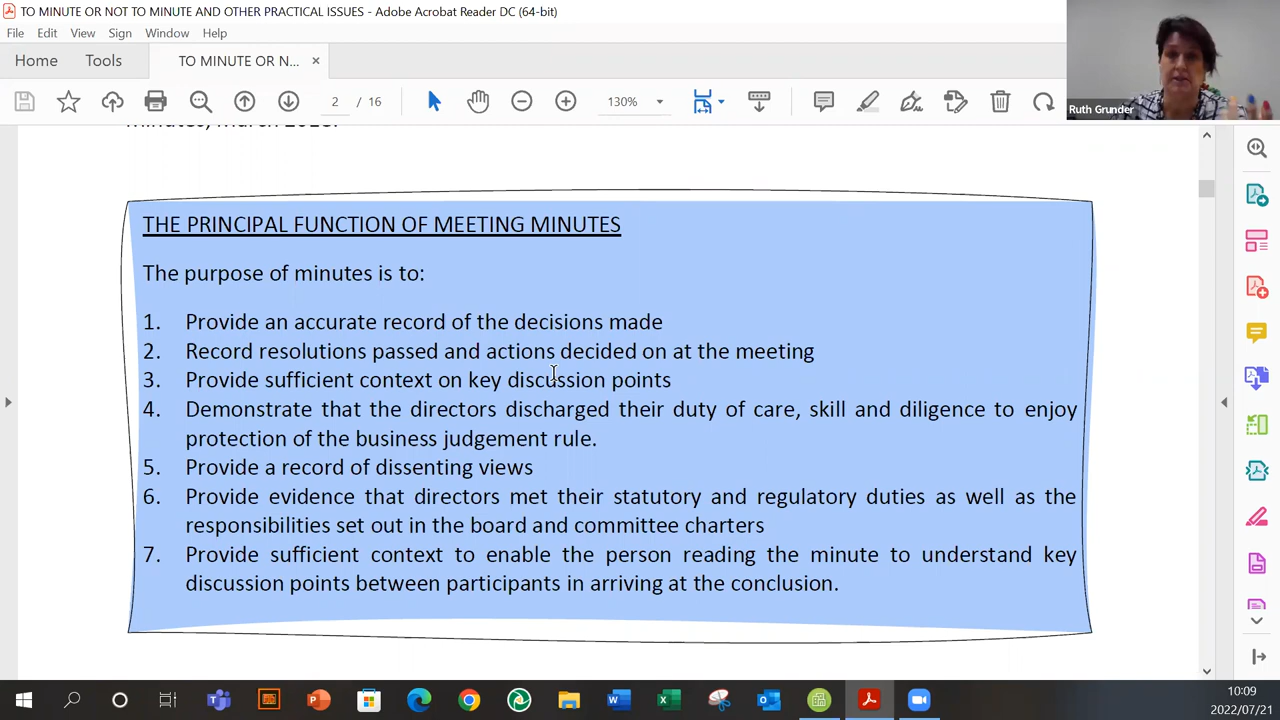 TO MINUTE OR NOT TO MINUTE AND OTHER PRACTICAL ISSUES - Adobe Acrobat Reader DC (64-bit)
File Edit View Sign Window Help
Home Tools TO MINUTE OR N... ×
2 / 16 130%
Ruth Grunder
THE PRINCIPAL FUNCTION OF MEETING MINUTES
The purpose of minutes is to:
1. Provide an accurate record of the decisions made
2. Record resolutions passed and actions decided on at the meeting
3. Provide sufficient context on key discussion points
4. Demonstrate that the directors discharged their duty of care, skill and diligence to enjoy
protection of the business judgement rule.
5. Provide a record of dissenting views
6. Provide evidence that directors met their statutory and regulatory duties as well as the
responsibilities set out in the board and committee charters
7. Provide sufficient context to enable the person reading the minute to understand key
discussion points between participants in arriving at the conclusion.
10:09
2022/07/21